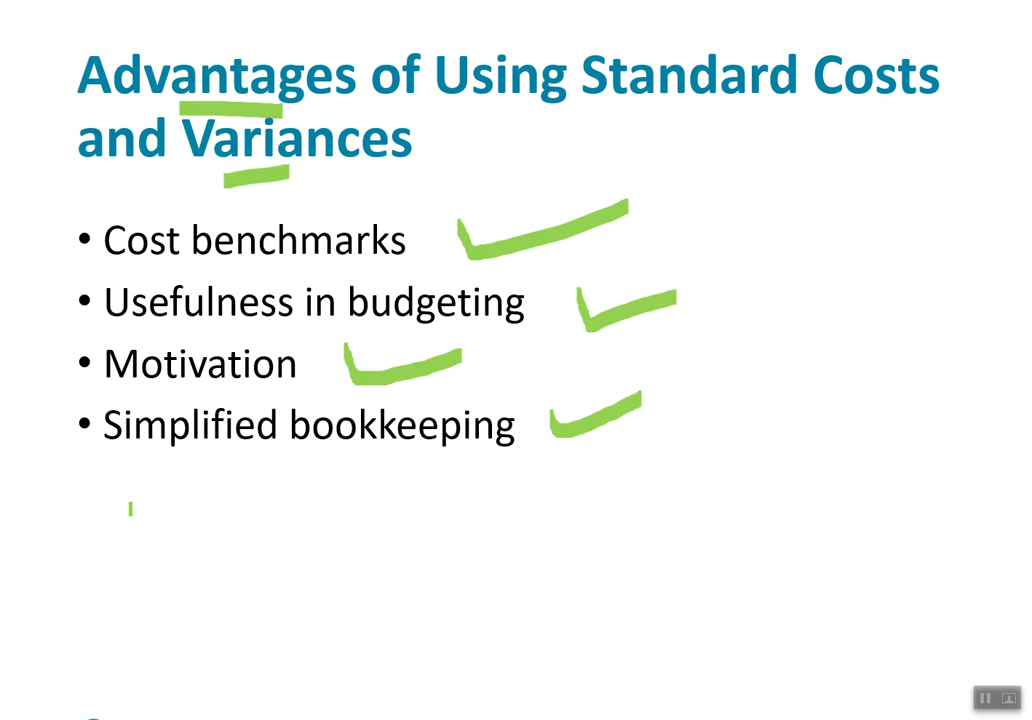 Advantages of Using Standard Costs
and Variances
• Cost benchmarks
• Usefulness in budgeting
• Motivation
• Simplified bookkeeping